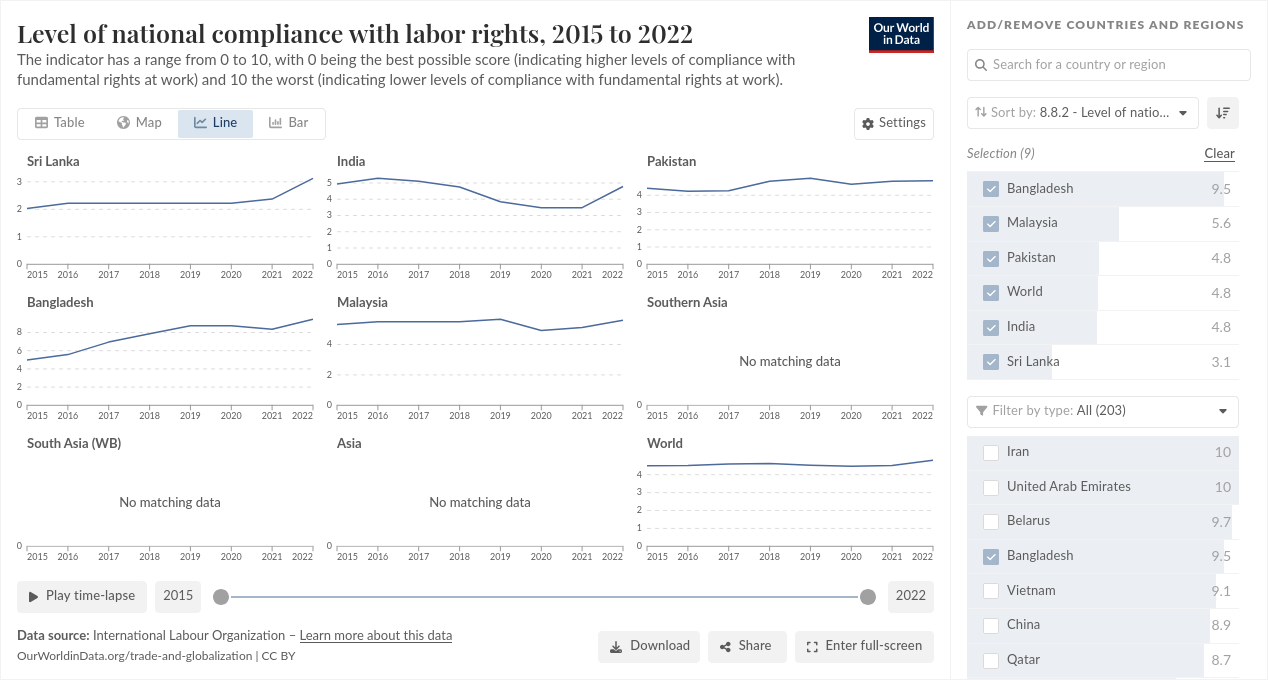 Level of national compliance with labor rights, 2015 to 2022
The indicator has a range from 0 to 10, with 0 being the best possible score (indicating higher levels of compliance with
fundamental rights at work) and 10 the worst (indicating lower levels of compliance with fundamental rights at work).
Our World
in Data
Table
Map
Line
Bar
Settings
Sri Lanka
3
2
1
0
2015 2016 2017 2018 2019 2020 2021 2022
India
5
4
3
2
1
0
2015 2016 2017 2018 2019 2020 2021 2022
Pakistan
4
3
2
1
0
2015 2016 2017 2018 2019 2020 2021 2022
Bangladesh
8
6
4
2
0
2015 2016 2017 2018 2019 2020 2021 2022
Malaysia
4
2
0
2015 2016 2017 2018 2019 2020 2021 2022
Southern Asia
No matching data
0
2015 2016 2017 2018 2019 2020 2021 2022
South Asia (WB)
No matching data
0
2015 2016 2017 2018 2019 2020 2021 2022
Asia
No matching data
0
2015 2016 2017 2018 2019 2020 2021 2022
World
4
3
2
1
0
2015 2016 2017 2018 2019 2020 2021 2022
Play time-lapse
2015
2022
Data source: International Labour Organization – Learn more about this data
OurWorldinData.org/trade-and-globalization | CC BY
Download
Share
Enter full-screen
ADD/REMOVE COUNTRIES AND REGIONS
Search for a country or region
Sort by: 8.8.2 - Level of natio...
Selection (9)
Clear
Bangladesh 9.5
Malaysia 5.6
Pakistan 4.8
World 4.8
India 4.8
Sri Lanka 3.1
Filter by type: All (203)
Iran 10
United Arab Emirates 10
Belarus 9.7
Bangladesh 9.5
Vietnam 9.1
China 8.9
Qatar 8.7